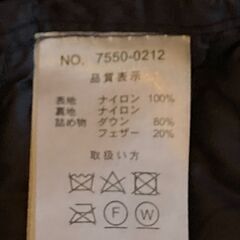 NO. 7550-0212
品質表示
表地 ナイロン 100%
裏地 ナイロン
詰め物 ダウン 80%
フェザー 20%
取扱い方
F W